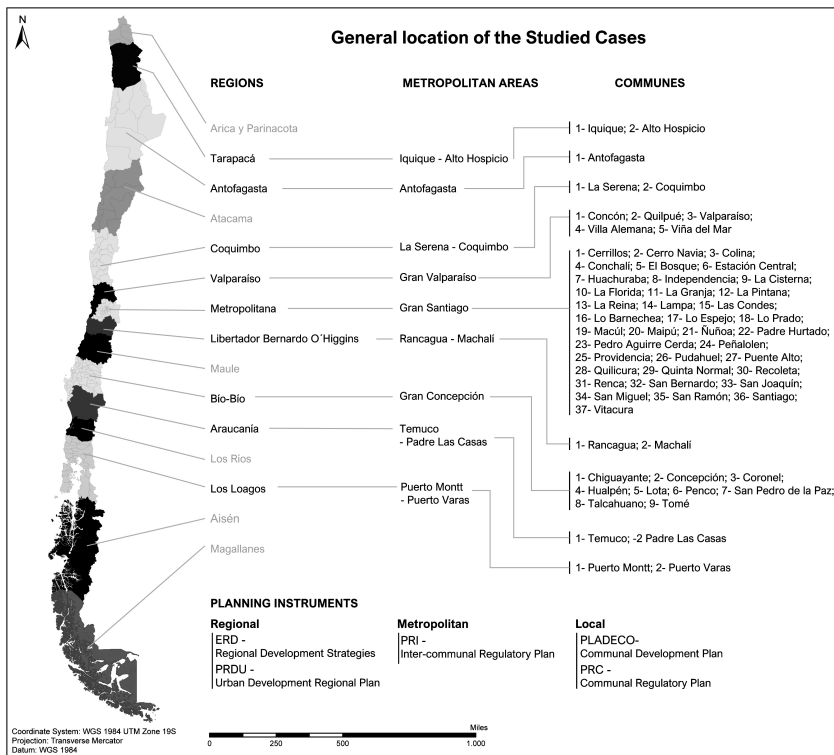 N
General location of the Studied Cases
REGIONS
Arica y Parinacota
Tarapacá
Antofagasta
Atacama
Coquimbo
Valparaíso
Metropolitana
Libertador Bernardo O´Higgins
Maule
Bío-Bío
Araucanía
Los Rios
Los Loagos
Aisén
Magallanes
METROPOLITAN AREAS
Iquique - Alto Hospicio
Antofagasta
La Serena - Coquimbo
Gran Valparaíso
Gran Santiago
Rancagua - Machalí
Gran Concepción
Temuco
- Padre Las Casas
Puerto Montt
- Puerto Varas
COMMUNES
1- Iquique; 2- Alto Hospicio
1- Antofagasta
1- La Serena; 2- Coquimbo
1- Concón; 2- Quilpué; 3- Valparaíso;
4- Villa Alemana; 5- Viña del Mar
1- Cerrillos; 2- Cerro Navia; 3- Colina;
4- Conchalí; 5- El Bosque; 6- Estación Central;
7- Huachuraba; 8- Independencia; 9- La Cisterna;
10- La Florida; 11- La Granja; 12- La Pintana;
13- La Reina; 14- Lampa; 15- Las Condes;
16- Lo Barnechea; 17- Lo Espejo; 18- Lo Prado;
19- Macúl; 20- Maipú; 21- Ñuñoa; 22- Padre Hurtado;
23- Pedro Aguirre Cerda; 24- Peñalolen;
25- Providencia; 26- Pudahuel; 27- Puente Alto;
28- Quilicura; 29- Quinta Normal; 30- Recoleta;
31- Renca; 32- San Bernardo; 33- San Joaquín;
34- San Miguel; 35- San Ramón; 36- Santiago;
37- Vitacura
1- Rancagua; 2- Machalí
1- Chiguayante; 2- Concepción; 3- Coronel;
4- Hualpén; 5- Lota; 6- Penco; 7- San Pedro de la Paz;
8- Talcahuano; 9- Tomé
1- Temuco; -2 Padre Las Casas
1- Puerto Montt; 2- Puerto Varas
PLANNING INSTRUMENTS
Regional
ERD -
Regional Development Strategies
PRDU -
Urban Development Regional Plan
Metropolitan
PRI -
Inter-communal Regulatory Plan
Local
PLADECO-
Communal Development Plan
PRC -
Communal Regulatory Plan
Coordinate System: WGS 1984 UTM Zone 19S
Projection: Transverse Mercator
Datum: WGS 1984
Miles
0 125 250 500 1.000